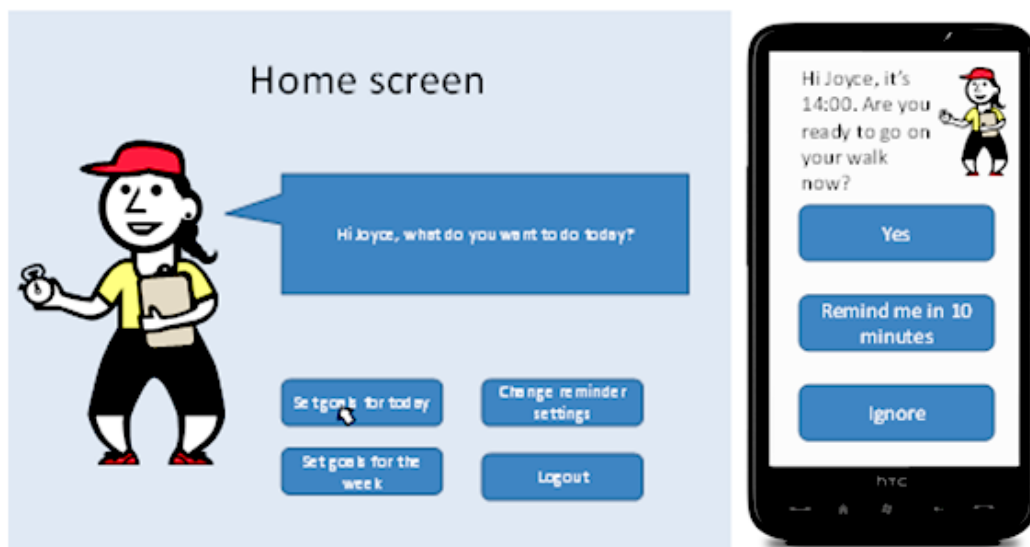 Home screen
Hi Joyce, what do you want to do today?
Set goals for today
Change reminder
settings
Set goals for the
week
Logout
Hi Joyce, it's
14:00. Are you
ready to go on
your walk
now?
Yes
Remind me in 10
minutes
Ignore
hTC